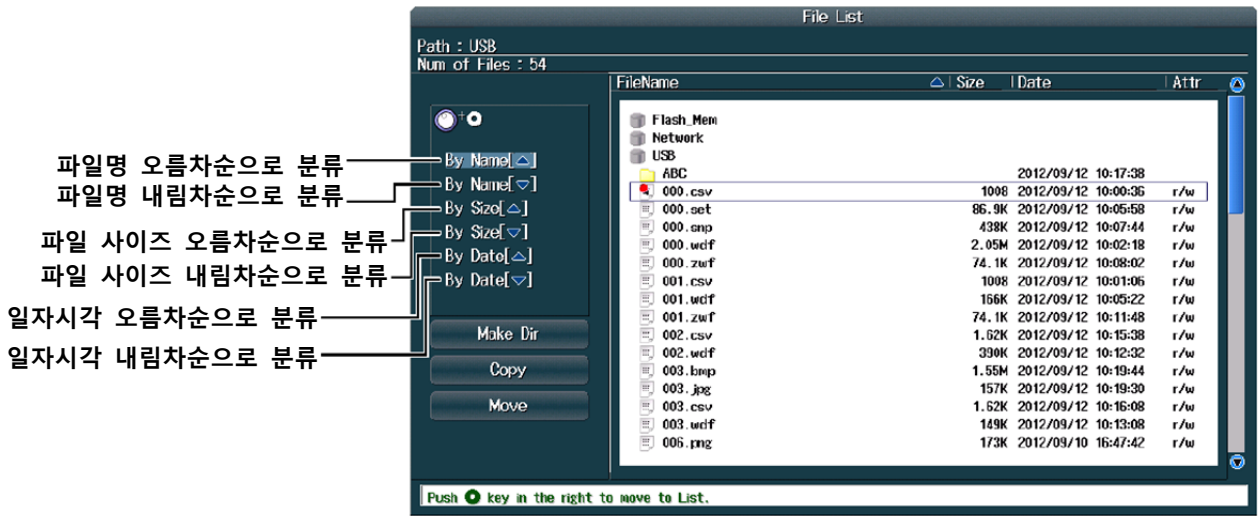 File List
Path : USB
Num of Files : 54
FileName Size Date Attr
파일명 오름차순으로 분류
파일명 내림차순으로 분류
파일 사이즈 오름차순으로 분류
파일 사이즈 내림차순으로 분류
일자시각 오름차순으로 분류
일자시각 내림차순으로 분류
By Name[△]
By Name[▽]
By Size[△]
By Size[▽]
By Date[△]
By Date[▽]
Make Dir
Copy
Move
Flash_Mem
Network
USB
ABC 2012/09/12 10:17:38
000.csv 1008 2012/09/12 10:00:36 r/w
000.set 86.9K 2012/09/12 10:05:58 r/w
000.snp 438K 2012/09/12 10:07:44 r/w
000.wdf 2.05M 2012/09/12 10:02:18 r/w
000.zwf 74.1K 2012/09/12 10:08:02 r/w
001.csv 1008 2012/09/12 10:01:06 r/w
001.wdf 166K 2012/09/12 10:05:22 r/w
001.zwf 74.1K 2012/09/12 10:11:48 r/w
002.csv 1.62K 2012/09/12 10:15:38 r/w
002.wdf 390K 2012/09/12 10:12:32 r/w
003.bmp 1.55M 2012/09/12 10:19:44 r/w
003.jpg 157K 2012/09/12 10:19:30 r/w
003.csv 1.62K 2012/09/12 10:16:08 r/w
003.wdf 149K 2012/09/12 10:13:08 r/w
006.png 173K 2012/09/10 16:47:42 r/w
Push key in the right to move to List.